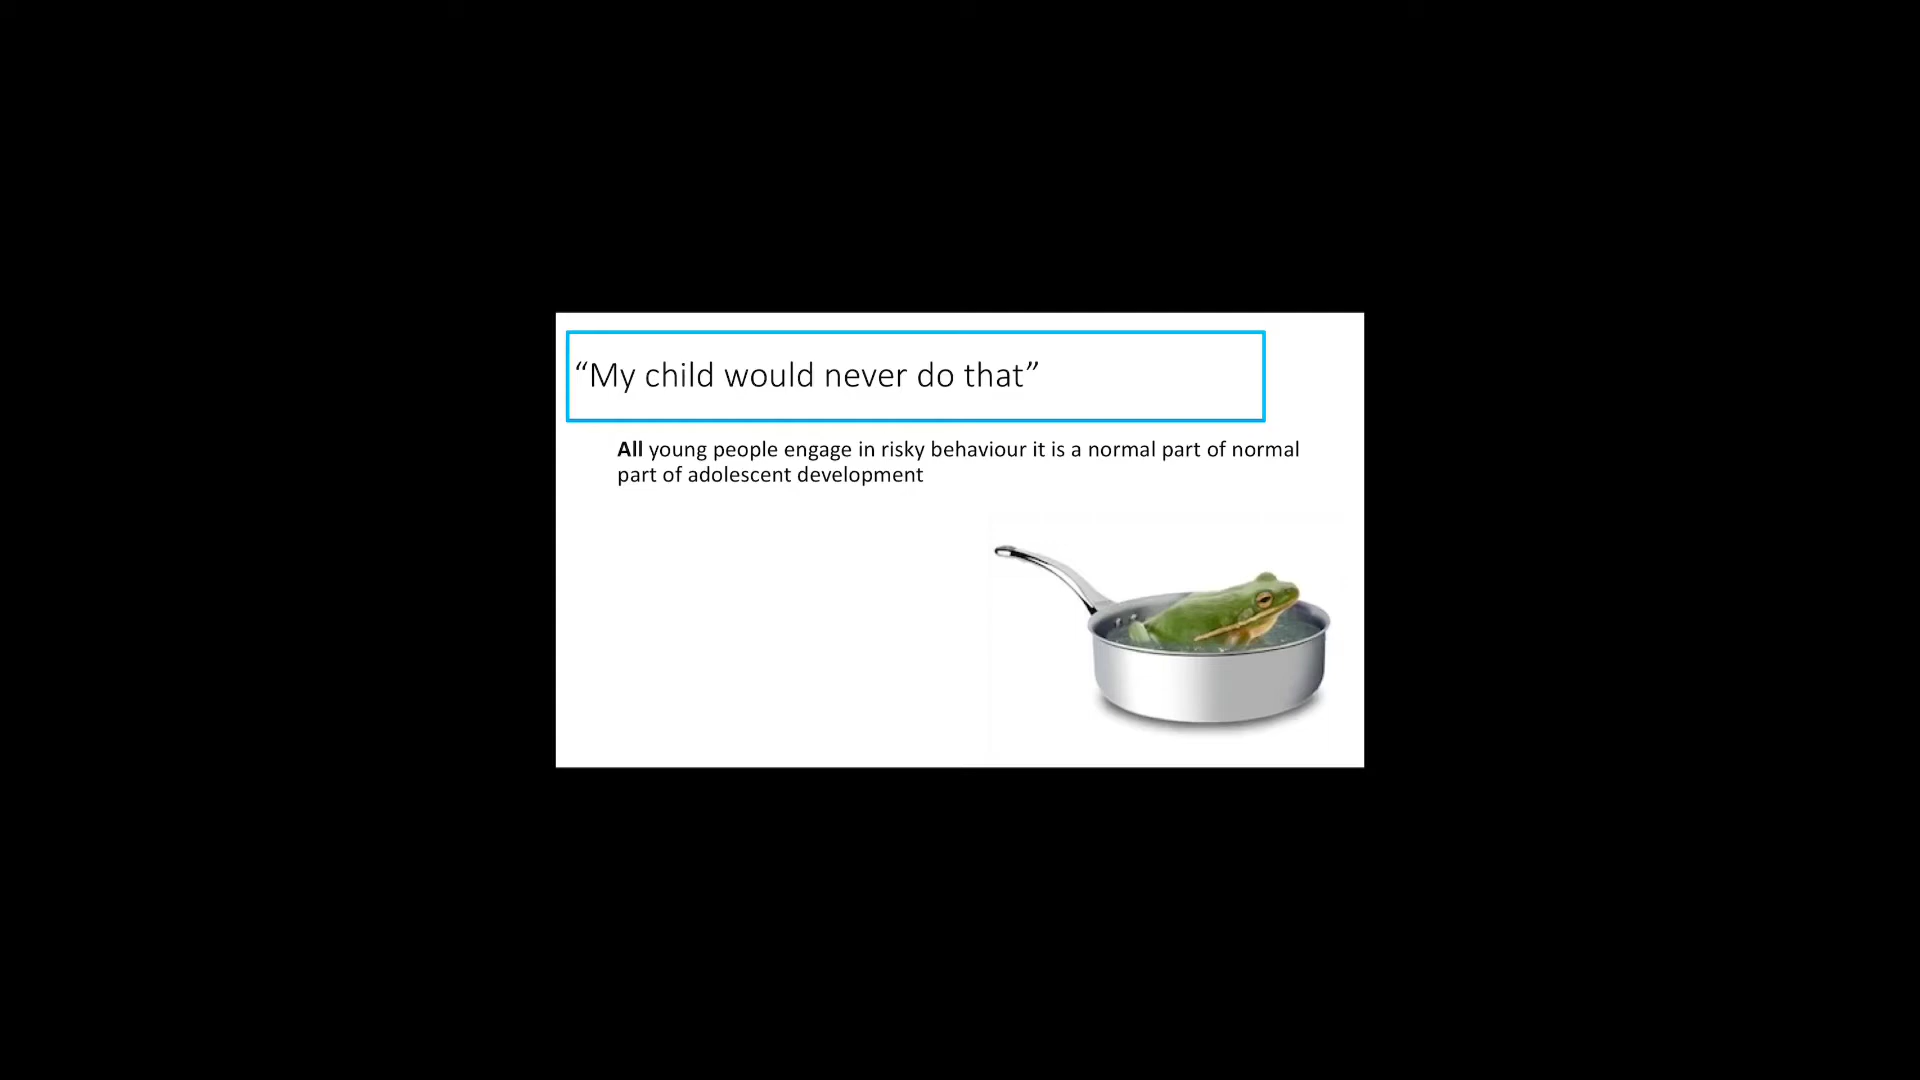 “My child would never do that”
All young people engage in risky behaviour it is a normal part of normal
part of adolescent development